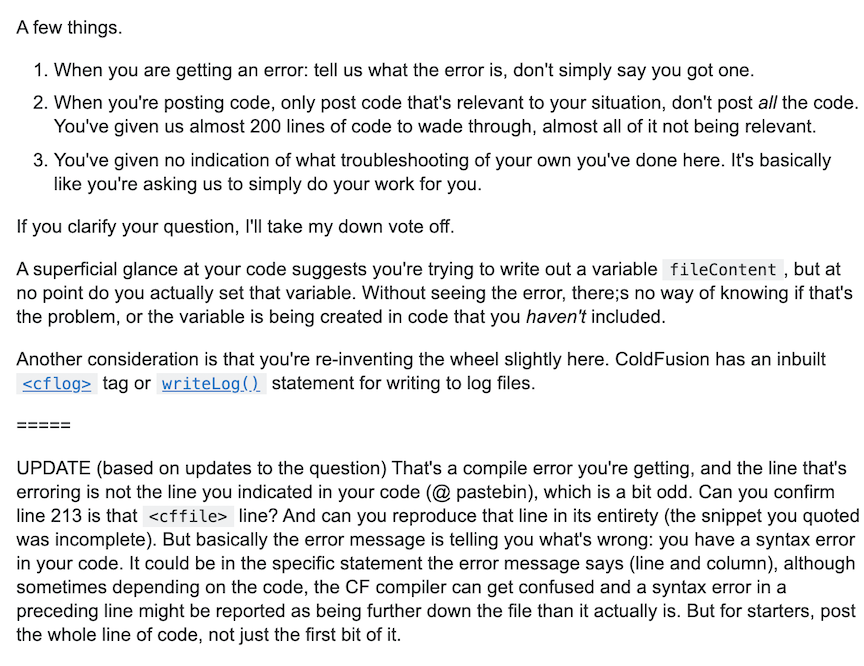 A few things.
1. When you are getting an error: tell us what the error is, don't simply say you got one.
2. When you're posting code, only post code that's relevant to your situation, don't post all the code.
You've given us almost 200 lines of code to wade through, almost all of it not being relevant.
3. You've given no indication of what troubleshooting of your own you've done here. It's basically
like you're asking us to simply do your work for you.
If you clarify your question, I'll take my down vote off.
A superficial glance at your code suggests you're trying to write out a variable fileContent , but at
no point do you actually set that variable. Without seeing the error, there;s no way of knowing if that's
the problem, or the variable is being created in code that you haven't included.
Another consideration is that you're re-inventing the wheel slightly here. ColdFusion has an inbuilt
<cflog> tag or writeLog() statement for writing to log files.
=====
UPDATE (based on updates to the question) That's a compile error you're getting, and the line that's
erroring is not the line you indicated in your code (@ pastebin), which is a bit odd. Can you confirm
line 213 is that <cffile> line? And can you reproduce that line in its entirety (the snippet you quoted
was incomplete). But basically the error message is telling you what's wrong: you have a syntax error
in your code. It could be in the specific statement the error message says (line and column), although
sometimes depending on the code, the CF compiler can get confused and a syntax error in a
preceding line might be reported as being further down the file than it actually is. But for starters, post
the whole line of code, not just the first bit of it.